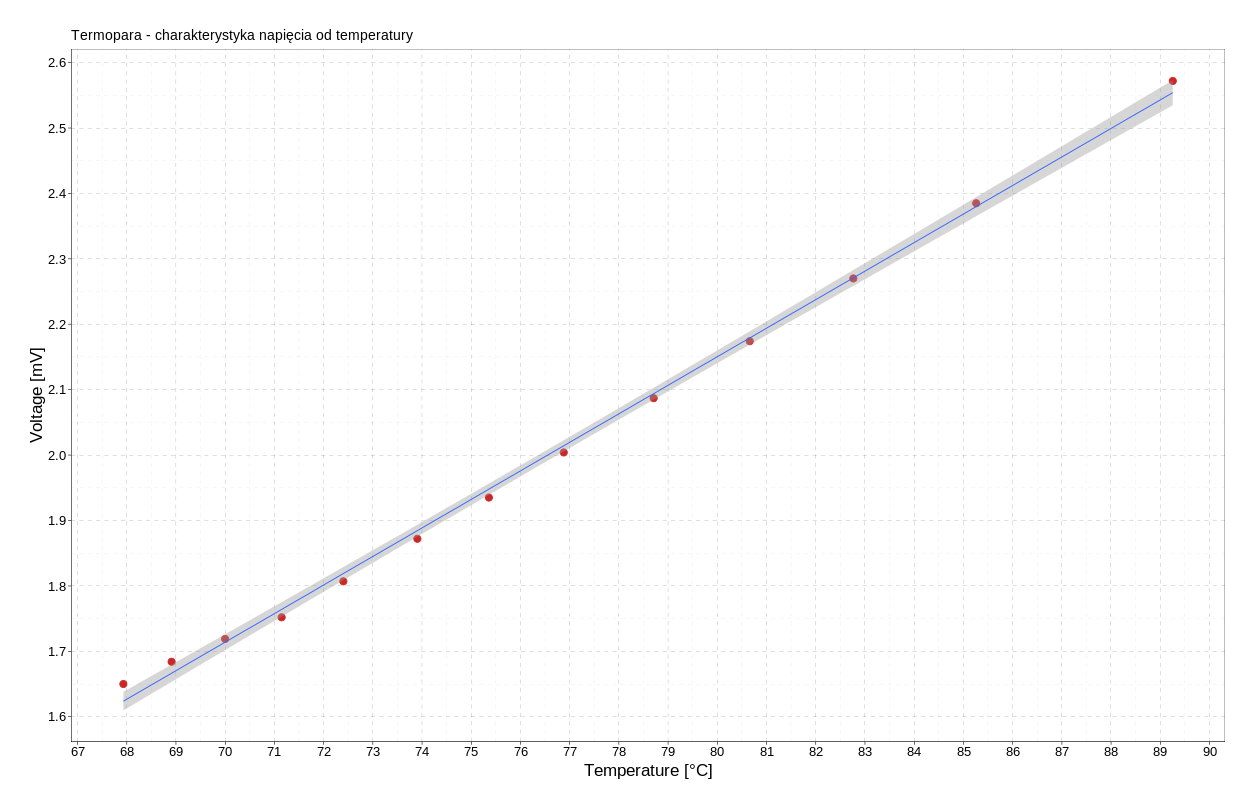 Termopara - charakterystyka napięcia od temperatury
2.6
2.5
2.4
2.3
2.2
2.1
2.0
1.9
1.8
1.7
1.6
Voltage [mV]
67 68 69 70 71 72 73 74 75 76 77 78 79 80 81 82 83 84 85 86 87 88 89 90
Temperature [°C]